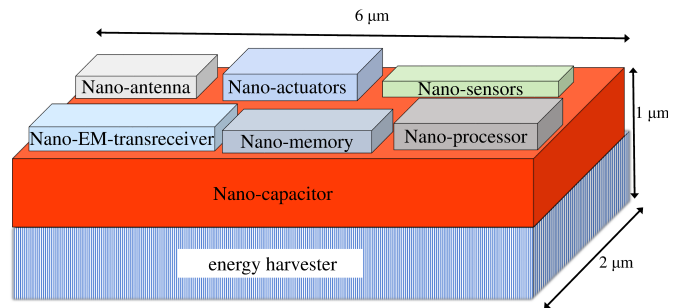 6 μm
Nano-antenna
Nano-actuators
Nano-sensors
1 μm
Nano-EM-transreceiver
Nano-memory
Nano-processor
Nano-capacitor
energy harvester
2 μm